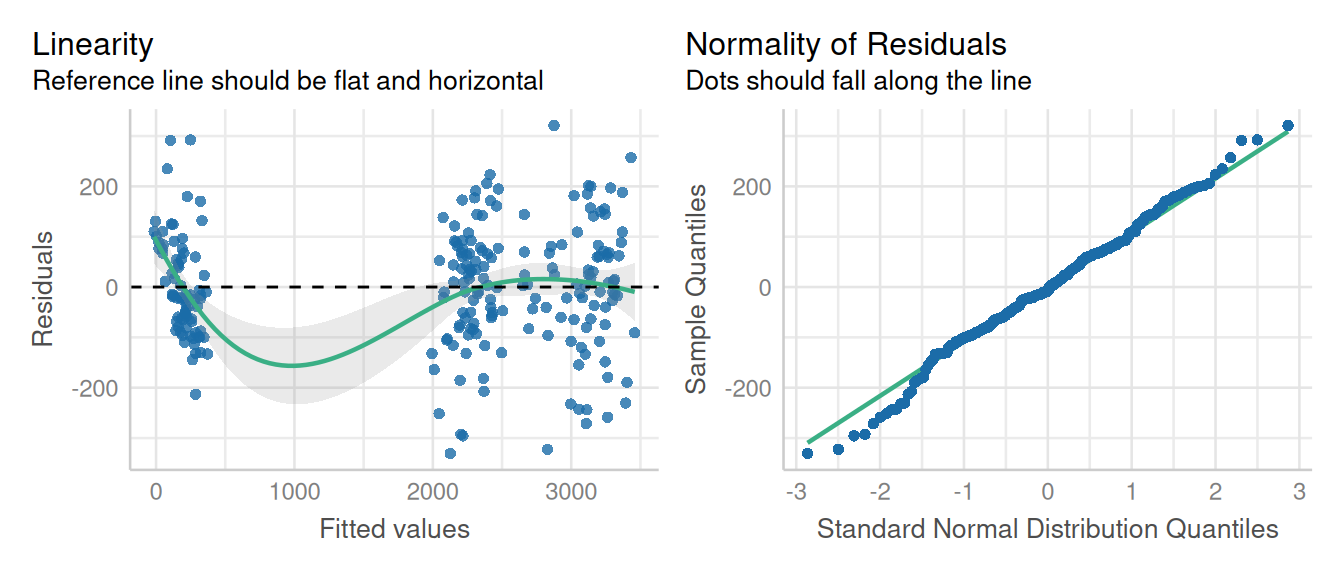 Linearity
Reference line should be flat and horizontal
200
0
-200
Residuals
0 1000 2000 3000
Fitted values
Normality of Residuals
Dots should fall along the line
200
0
-200
Sample Quantiles
-3 -2 -1 0 1 2 3
Standard Normal Distribution Quantiles